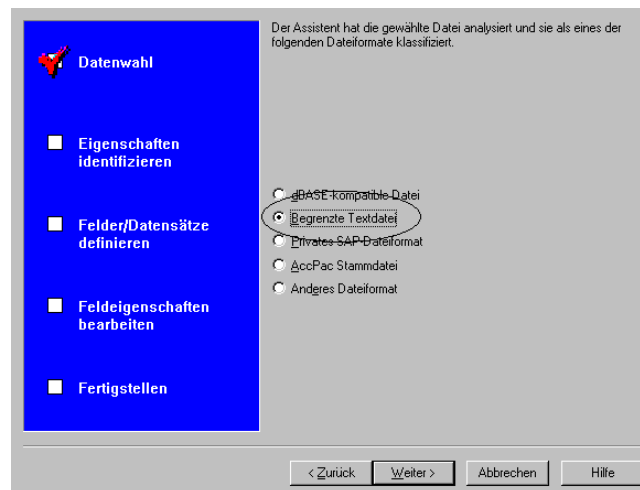 Der Assistent hat die gewählte Datei analysiert und sie als eines der
folgenden Dateiformate klassifiziert.
Datenwahl
Eigenschaften
identifizieren
Felder/Datensätze
definieren
Feldeigenschaften
bearbeiten
Fertigstellen
dBASE-kompatible Datei
Begrenzte Textdatei
Privates SAP-Dateiformat
AccPac Stammdatei
Anderes Dateiformat
< Zurück
Weiter >
Abbrechen
Hilfe